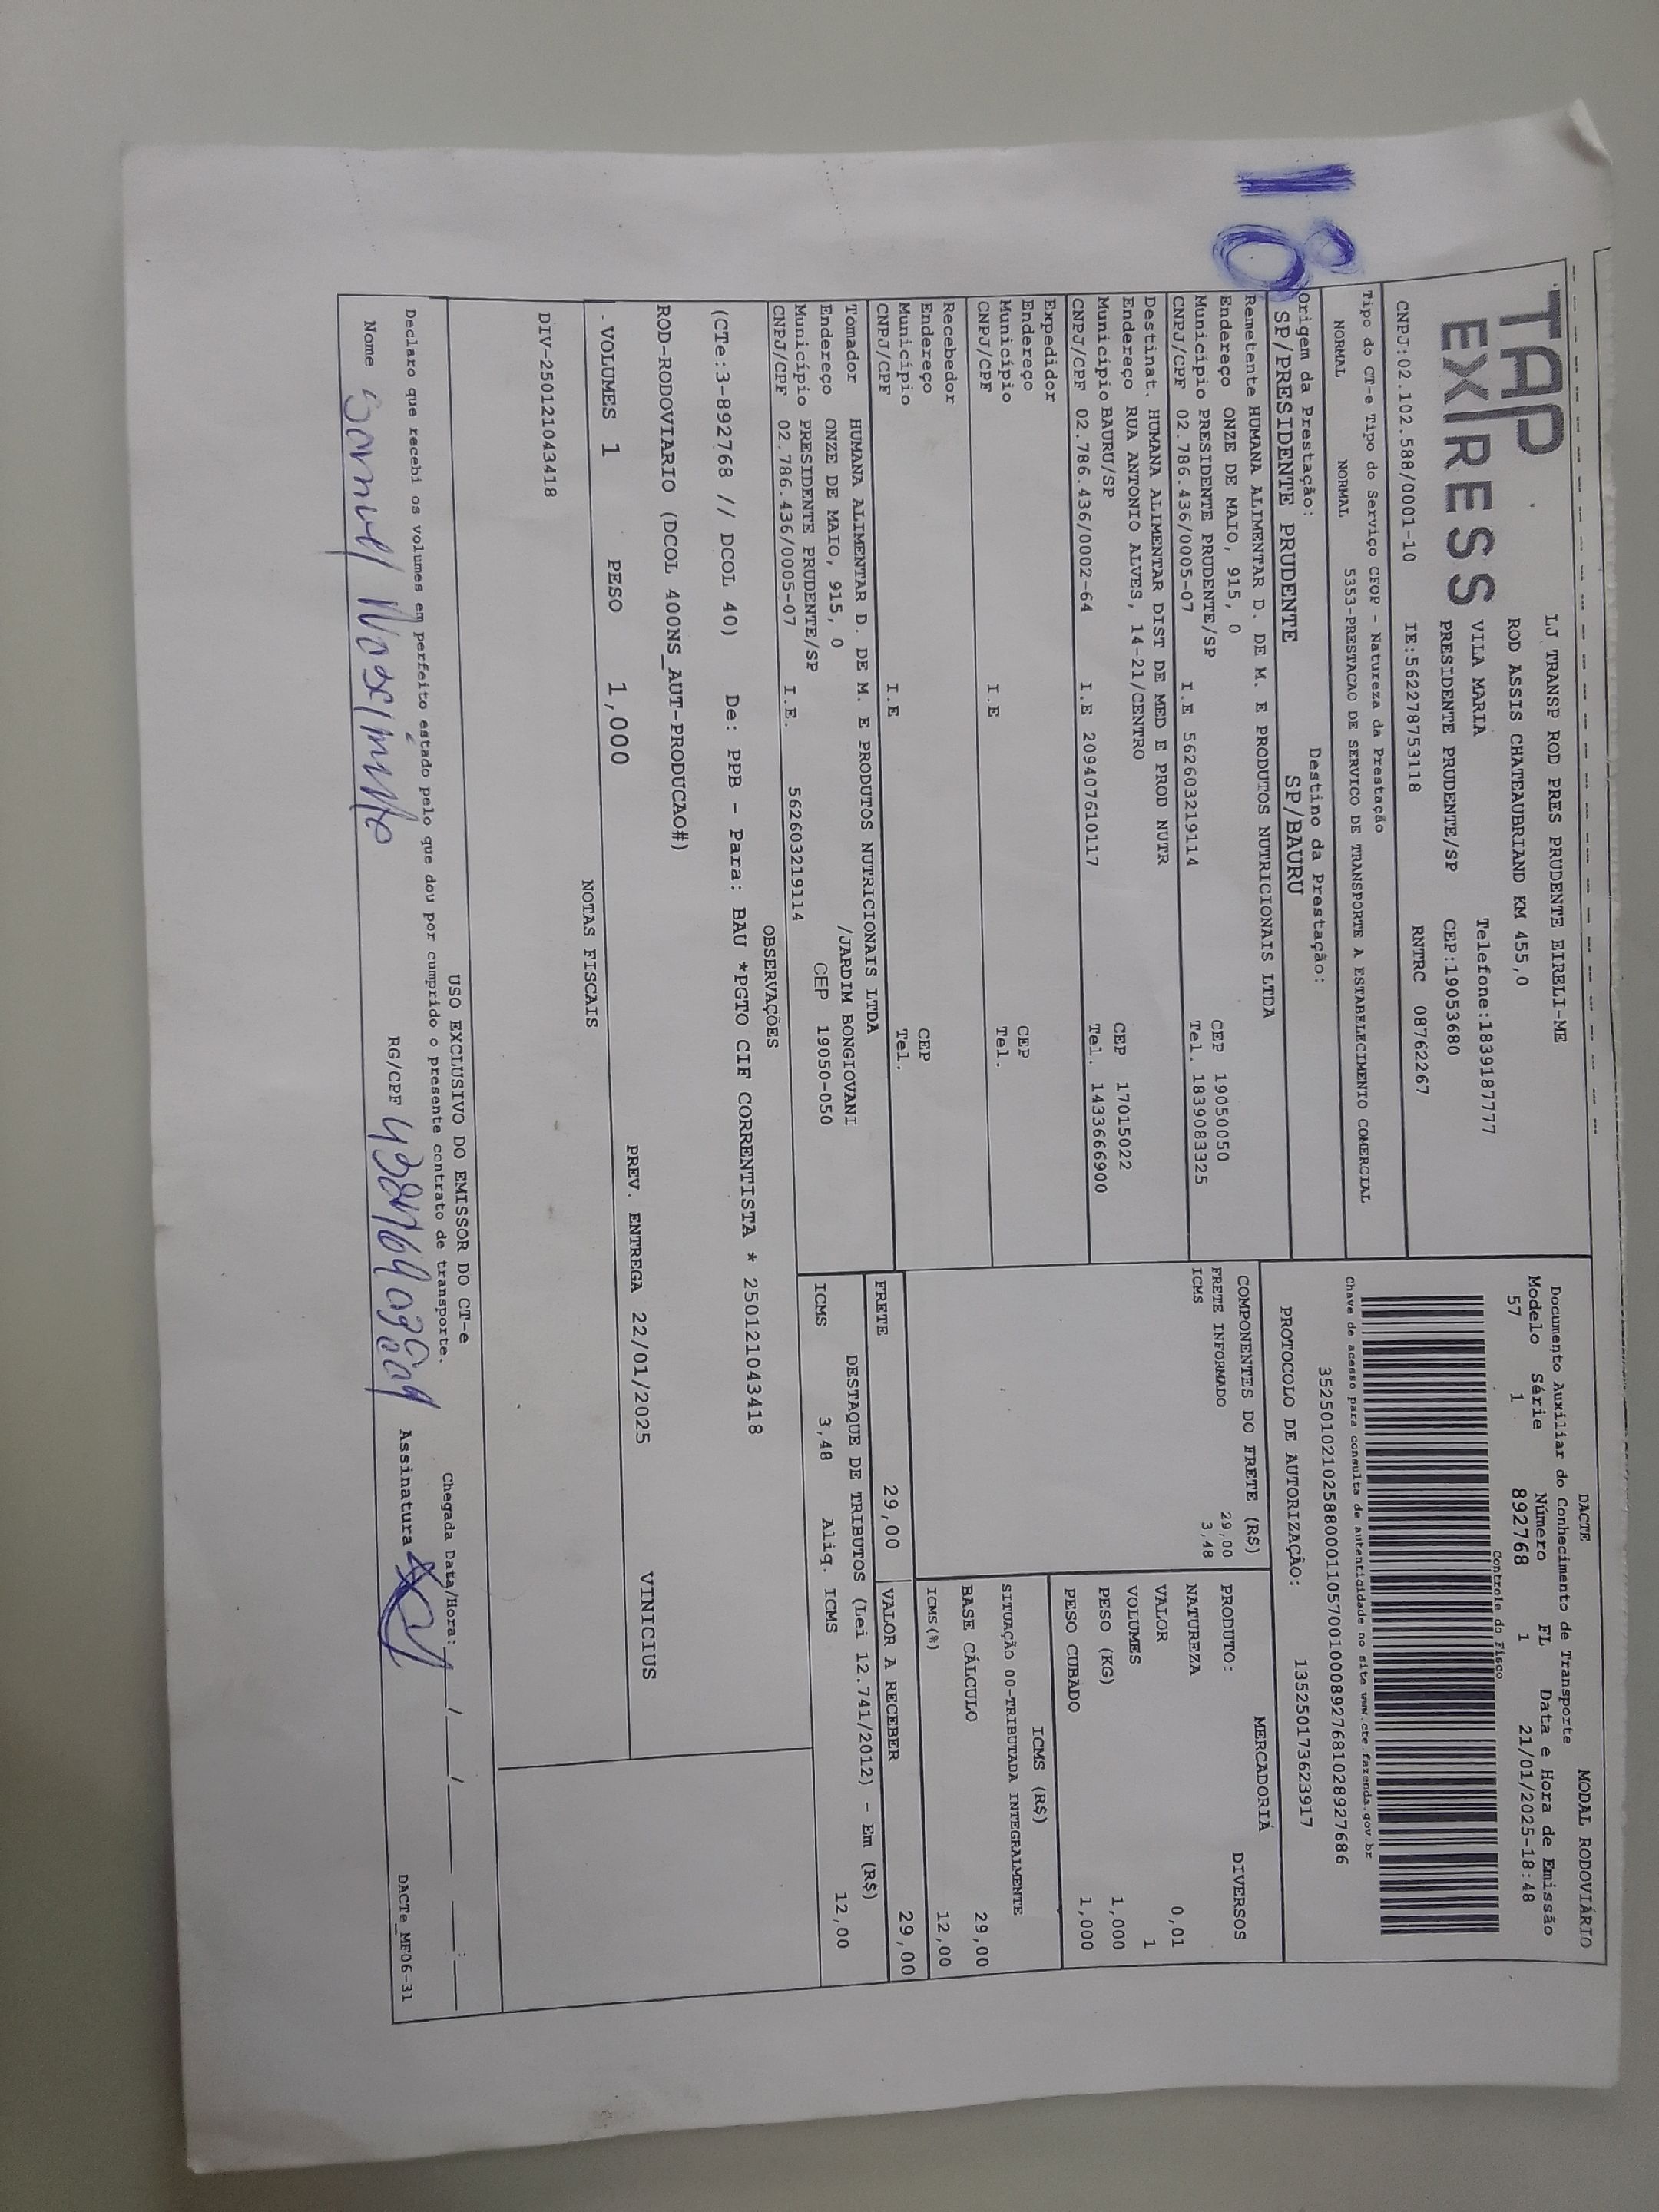 18
TAP EXPRESS
LJ TRANSP ROD PRES PRUDENTE EIRELI-ME
ROD ASSIS CHATEAUBRIAND KM 455,0
VILA MARIA Telefone:1839187777
PRESIDENTE PRUDENTE/SP CEP:19053680
CNPJ:02.102.588/0001-10 IE:562278753118 RNTRC 08762267
DACTE MODAL RODOVIÁRIO
Documento Auxiliar do Conhecimento de Transporte
Modelo Série Número FL Data e Hora de Emissão
57 1 892768 1 21/01/2025-18:48
Controle do Fisco
Chave de acesso para consulta de autenticidade no site www.cte.fazenda.gov.br
35250102102588000110570010008927681028927686
PROTOCOLO DE AUTORIZAÇÃO: 135250173623917
Tipo do CT-e Tipo do Serviço CFOP - Natureza da Prestação
NORMAL NORMAL 5353-PRESTACAO DE SERVICO DE TRANSPORTE A ESTABELECIMENTO COMERCIAL
Origem da Prestação: Destino da Prestação:
SP/PRESIDENTE PRUDENTE SP/BAURU
Remetente HUMANA ALIMENTAR D. DE M. E PRODUTOS NUTRICIONAIS LTDA
Endereço ONZE DE MAIO, 915, 0 CEP 19050050
Município PRESIDENTE PRUDENTE/SP Tel. 1839083325
CNPJ/CPF 02.786.436/0005-07 I.E 562603219114
Destinat. HUMANA ALIMENTAR DIST DE MED E PROD NUTR
Endereço RUA ANTONIO ALVES, 14-21/CENTRO CEP 17015022
Município BAURU/SP Tel. 1433666900
CNPJ/CPF 02.786.436/0002-64 I.E 209407610117
Expedidor
Endereço CEP
Município Tel.
CNPJ/CPF I.E
Recebedor
Endereço CEP
Município Tel.
CNPJ/CPF I.E
Tomador HUMANA ALIMENTAR D. DE M. E PRODUTOS NUTRICIONAIS LTDA
Endereço ONZE DE MAIO, 915, 0 /JARDIM BONGIOVANI
Município PRESIDENTE PRUDENTE/SP CEP 19050-050
CNPJ/CPF 02.786.436/0005-07 I.E. 562603219114
COMPONENTES DO FRETE (R$)
FRETE INFORMADO 29,00
ICMS 3,48
MERCADORIA
PRODUTO: DIVERSOS
NATUREZA
VALOR 0,01
VOLUMES 1
PESO (KG) 1,000
PESO CUBADO 1,000
ICMS (R$)
SITUAÇÃO 00-TRIBUTADA INTEGRALMENTE
BASE CÁLCULO 29,00
ICMS(%) 12,00
FRETE 29,00 VALOR A RECEBER 29,00
DESTAQUE DE TRIBUTOS (Lei 12.741/2012) - Em (R$)
ICMS 3,48 Aliq. ICMS 12,00
OBSERVAÇÕES
(CTe:3-892768 // DCOL 40) De: PPB - Para: BAU *PGTO CIF CORRENTISTA * 250121043418
ROD-RODOVIARIO (DCOL 400NS_AUT-PRODUCAO#)
VOLUMES 1 PESO 1,000 PREV. ENTREGA 22/01/2025 VINICIUS
NOTAS FISCAIS
DIV-250121043418
USO EXCLUSIVO DO EMISSOR DO CT-e
Declaro que recebi os volumes em perfeito estado pelo que dou por cumprido o presente contrato de transporte. Chegada Data/Hora: / / :
Nome Samuel Nascimento RG/CPF Assinatura
DACTe_MF06-31